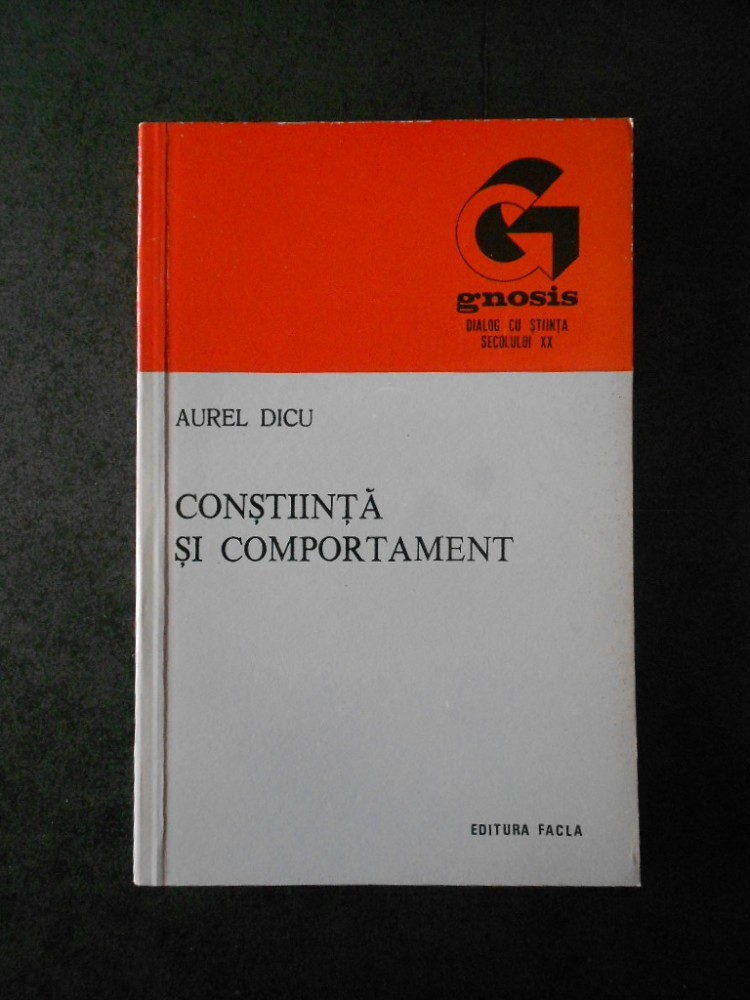 gnosis
DIALOG CU ȘTIINȚA
SECOLULUI XX
AUREL DICU
CONȘTIINȚĂ
ȘI COMPORTAMENT
EDITURA FACLA